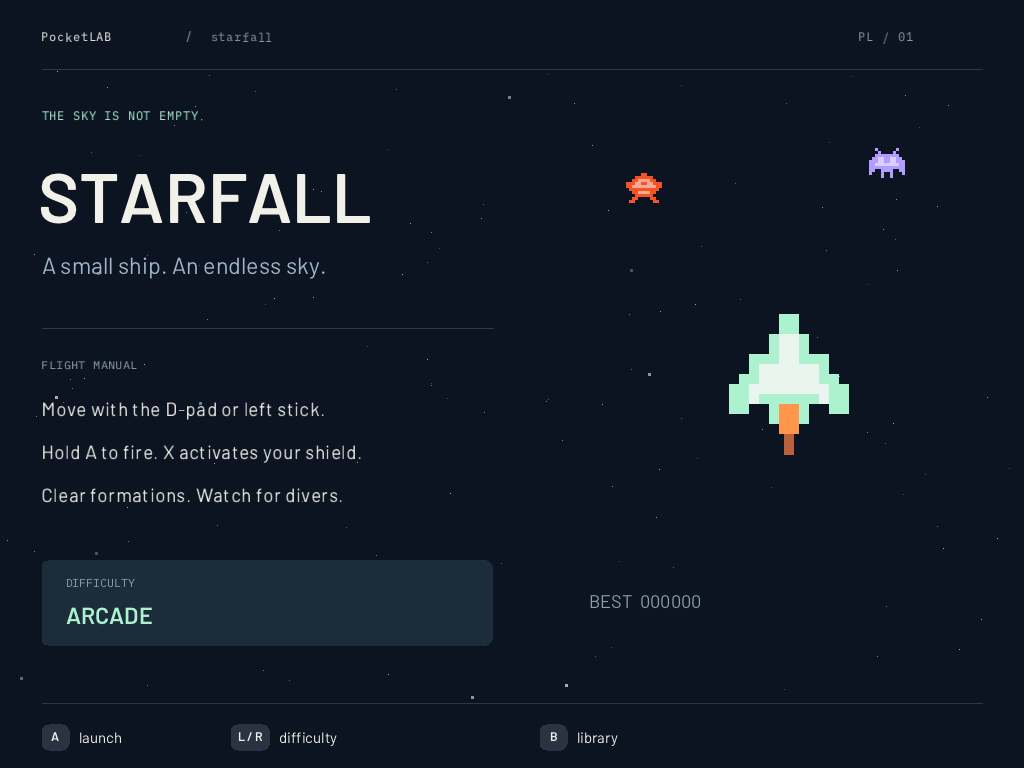 PocketLAB / starfall PL / 01
THE SKY IS NOT EMPTY.
STARFALL
A small ship. An endless sky.
FLIGHT MANUAL
Move with the D-pad or left stick.
Hold A to fire. X activates your shield.
Clear formations. Watch for divers.
DIFFICULTY
ARCADE
BEST 000000
A launch L/R difficulty B library